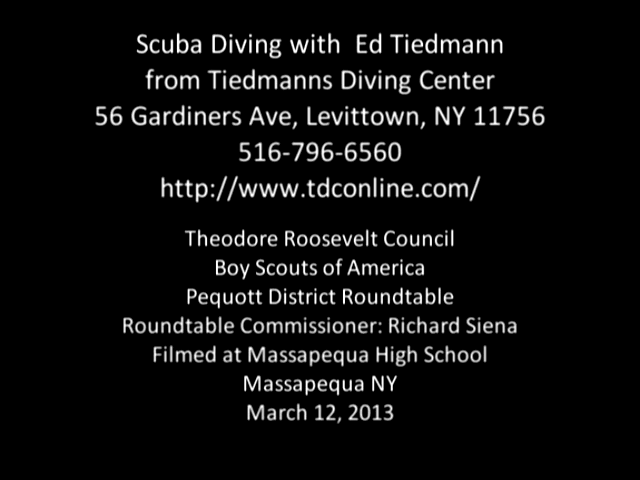 Scuba Diving with  Ed Tiedmann
from Tiedmanns Diving Center
56 Gardiners Ave, Levittown, NY 11756
516-796-6560
http://www.tdconline.com/
Theodore Roosevelt Council
Boy Scouts of America
Pequott District Roundtable
Roundtable Commissioner: Richard Siena
Filmed at Massapequa High School
Massapequa NY
March 12, 2013